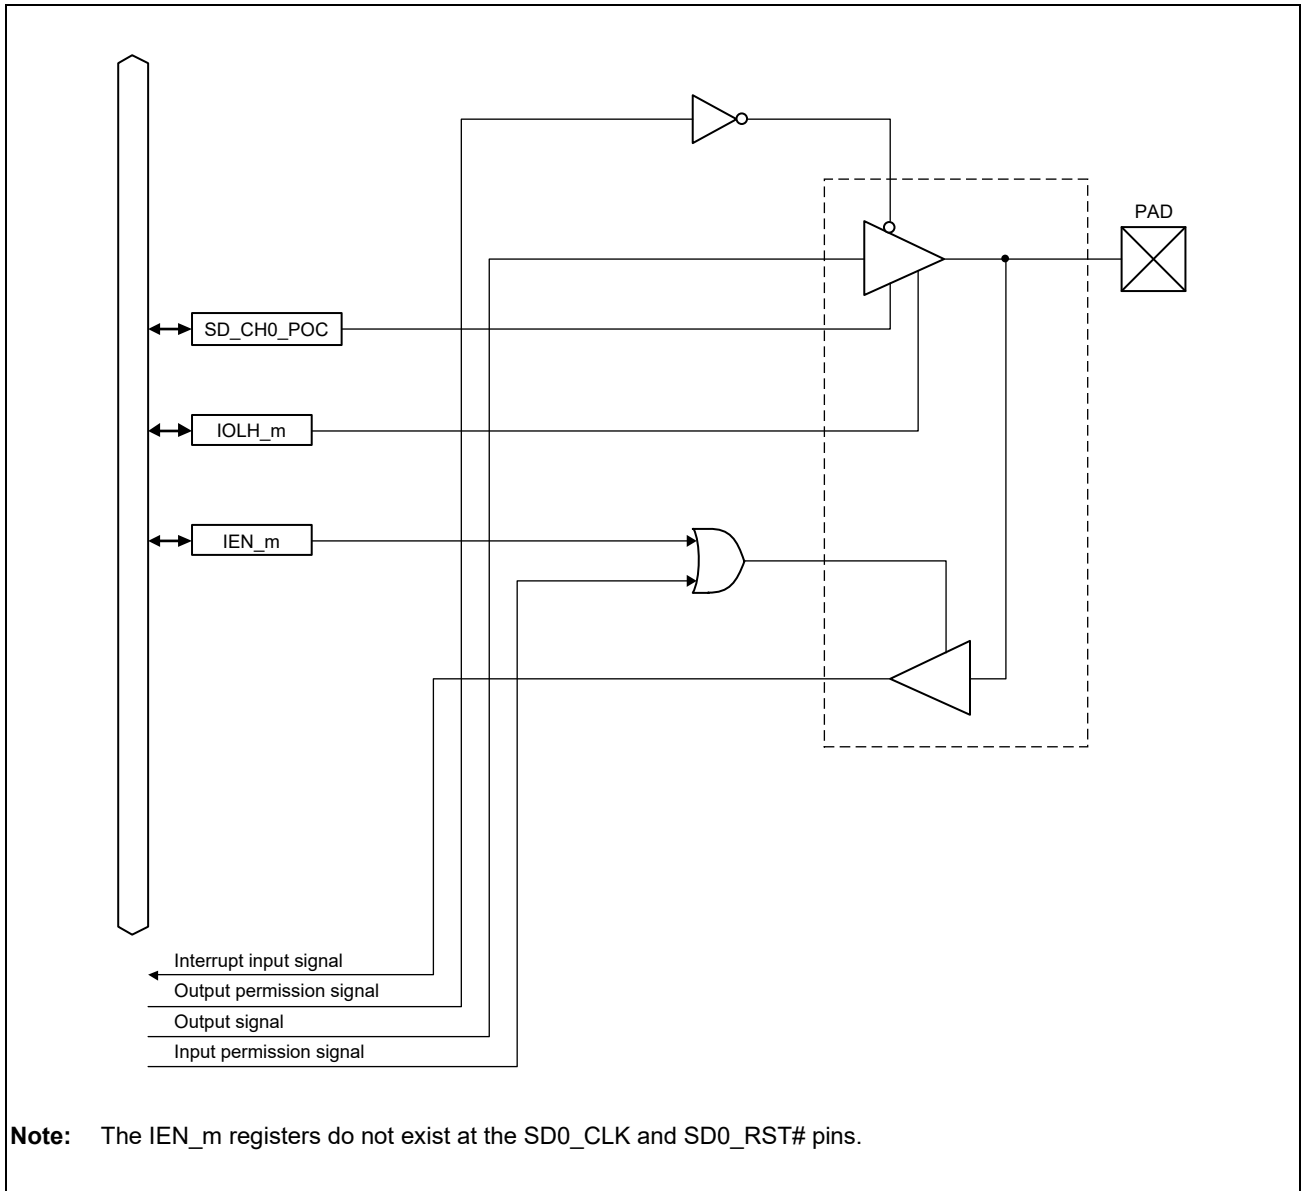 PAD
SD_CH0_POC
IOLH_m
IEN_m
Interrupt input signal
Output permission signal
Output signal
Input permission signal
Note: The IEN_m registers do not exist at the SD0_CLK and SD0_RST# pins.